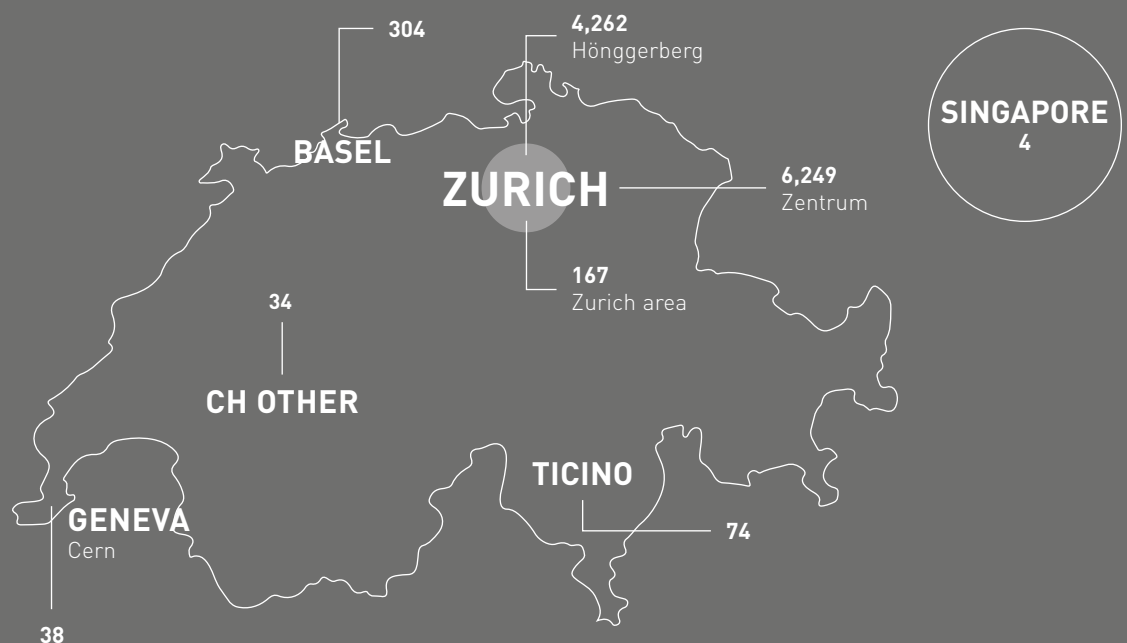 304
4,262
Hönggerberg
SINGAPORE
4
BASEL
ZURICH
6,249
Zentrum
167
Zurich area
34
CH OTHER
TICINO
74
GENEVA
Cern
38